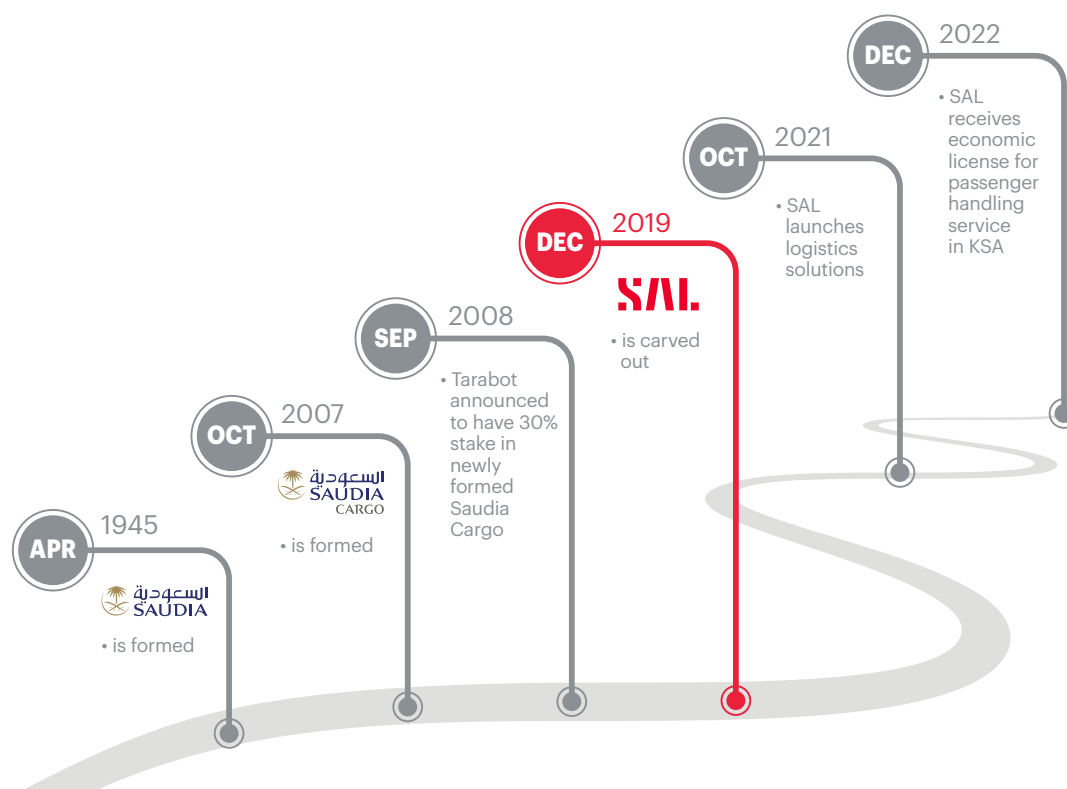 APR
1945
السعودية
SAUDIA
• is formed
OCT
2007
السعودية
SAUDIA
CARGO
• is formed
SEP
2008
• Tarabot
announced
to have 30%
stake in
newly
formed
Saudia
Cargo
DEC
2019
SAL
• is carved
out
OCT
2021
• SAL
launches
logistics
solutions
DEC
2022
• SAL
receives
economic
license for
passenger
handling
service
in KSA